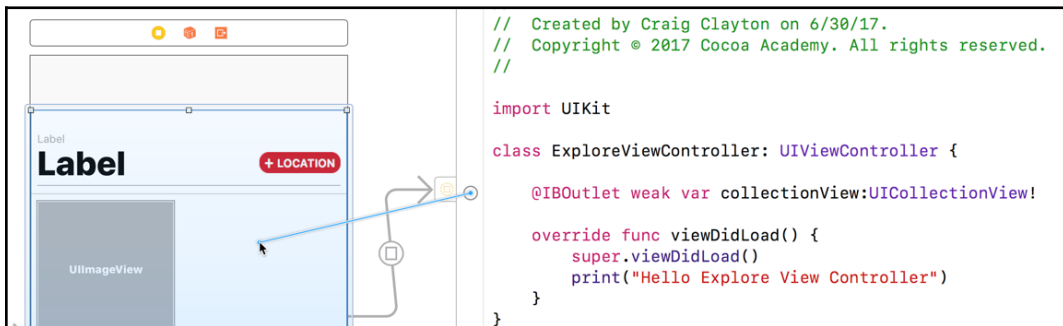 Label
Label
+ LOCATION
UIImageView
//  Created by Craig Clayton on 6/30/17.
//  Copyright © 2017 Cocoa Academy. All rights reserved.
//
import UIKit
class ExploreViewController: UIViewController {
    @IBOutlet weak var collectionView:UICollectionView!
    override func viewDidLoad() {
        super.viewDidLoad()
        print("Hello Explore View Controller")
    }
}